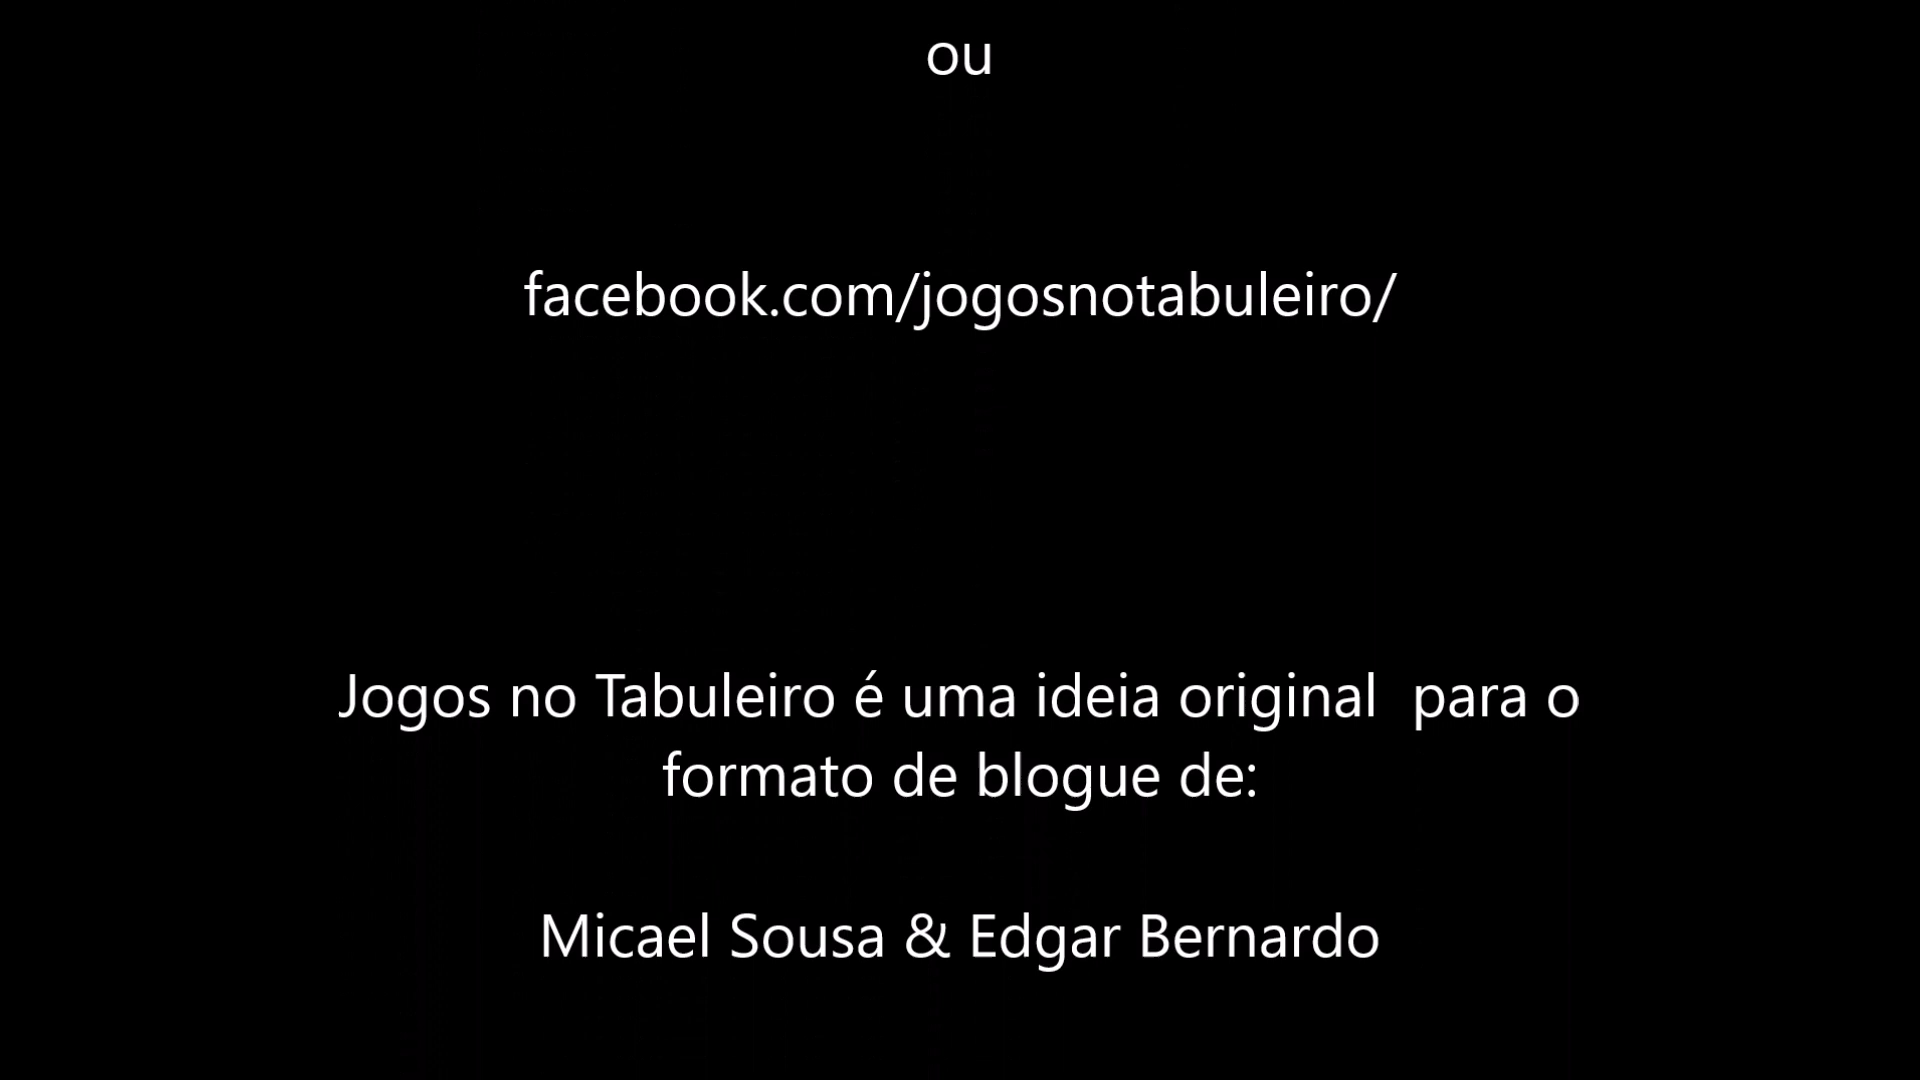 ou
facebook.com/jogosnotabuleiro/
Jogos no Tabuleiro é uma ideia original  para o
formato de blogue de:
Micael Sousa & Edgar Bernardo